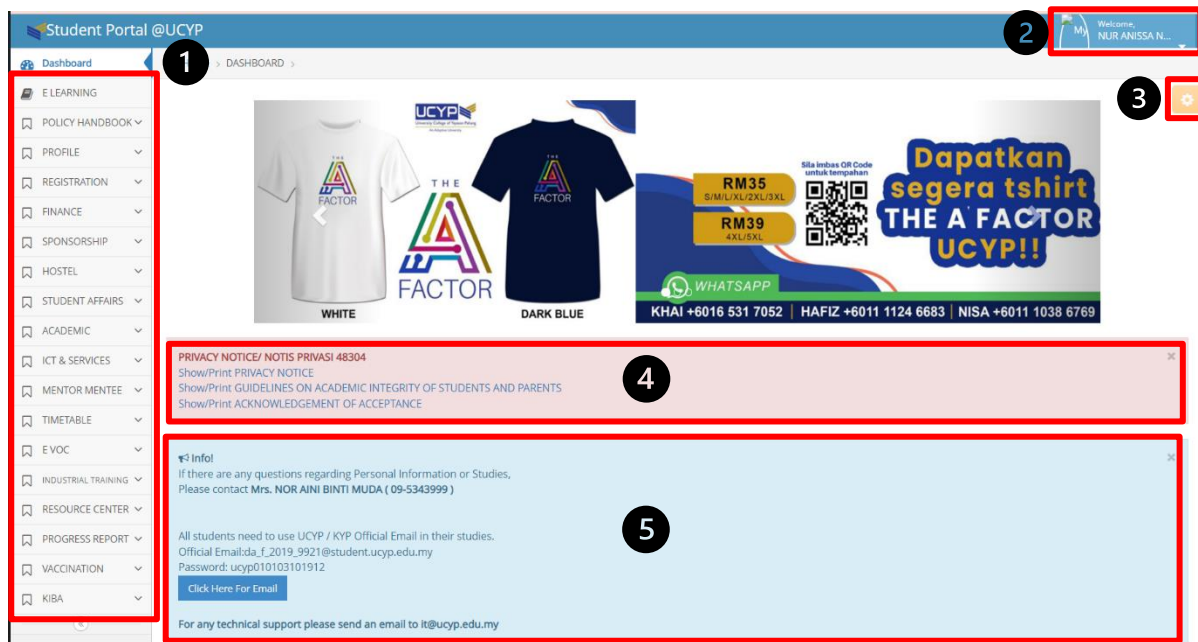 Student Portal @UCYP
2
My
Welcome,
NUR ANISSA N...
Dashboard
1
> DASHBOARD >
3
E LEARNING
POLICY HANDBOOK
PROFILE
REGISTRATION
FINANCE
SPONSORSHIP
HOSTEL
STUDENT AFFAIRS
ACADEMIC
ICT & SERVICES
MENTOR MENTEE
TIMETABLE
E VOC
INDUSTRIAL TRAINING
RESOURCE CENTER
PROGRESS REPORT
VACCINATION
KIBA
UCYP
THE
A
FACTOR
WHITE
THE
A
FACTOR
THE
A
FACTOR
DARK BLUE
RM35
S/M/L/XL/2XL/3XL
RM39
4XL/5XL
Sila imbas QR Code
untuk tempahan
Dapatkan
segera tshirt
THE A FACTOR
UCYP!!
WHATSAPP
KHAI +6016 531 7052 | HAFIZ +6011 1124 6683 | NISA +6011 1038 6769
PRIVACY NOTICE/ NOTIS PRIVASI 48304
Show/Print PRIVACY NOTICE
Show/Print GUIDELINES ON ACADEMIC INTEGRITY OF STUDENTS AND PARENTS
Show/Print ACKNOWLEDGEMENT OF ACCEPTANCE
4
Info!
If there are any questions regarding Personal Information or Studies,
Please contact Mrs. NOR AINI BINTI MUDA ( 09-5343999 )
5
All students need to use UCYP / KYP Official Email in their studies.
Official Email:da_f_2019_9921@student.ucyp.edu.my
Password: ucyp010103101912
Click Here For Email
For any technical support please send an email to it@ucyp.edu.my